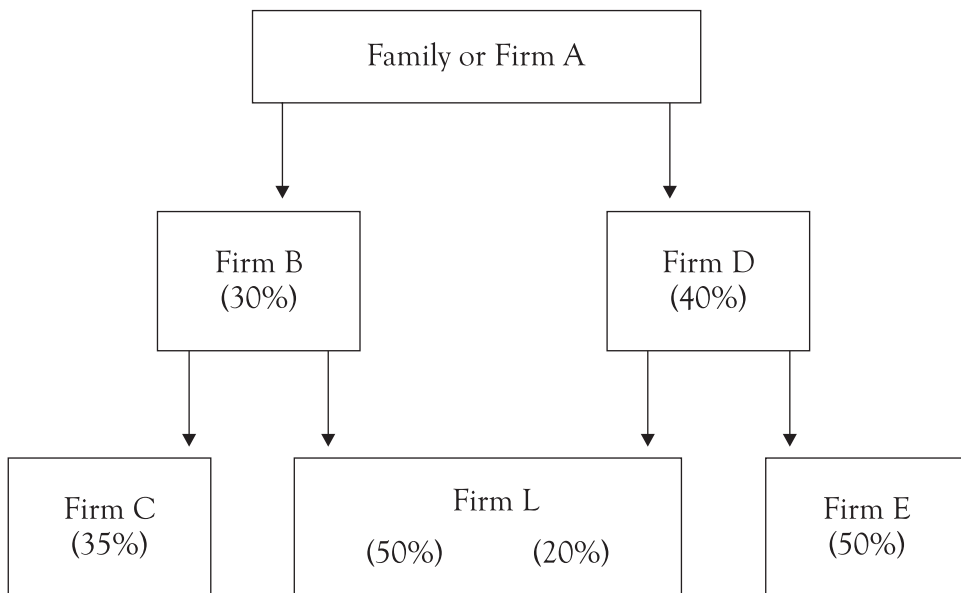 Family or Firm A
Firm B
(30%)
Firm D
(40%)
Firm C
(35%)
Firm L
(50%) (20%)
Firm E
(50%)